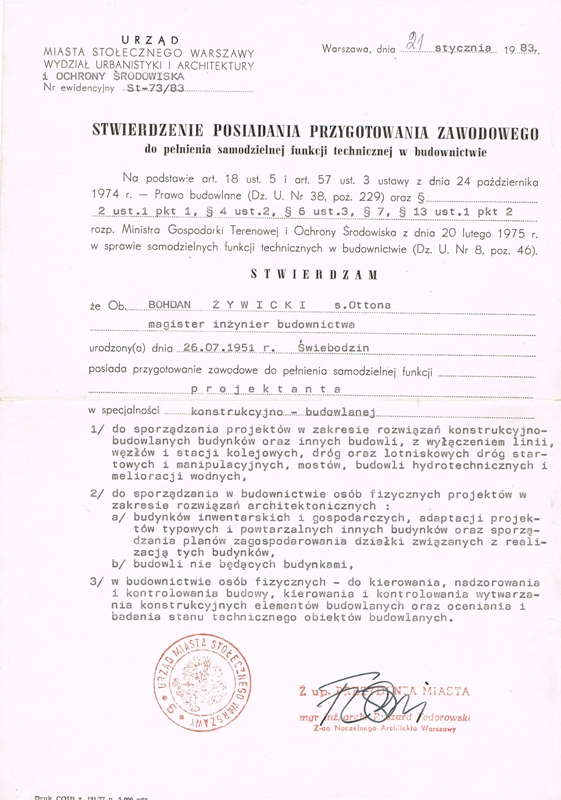 URZĄD
MIASTA STOŁECZNEGO WARSZAWY
WYDZIAŁ URBANISTYKI I ARCHITEKTURY
i OCHRONY ŚRODOWISKA
Nr ewidencyjny St-73/83
Warszawa, dnia 21 stycznia 1983r.
STWIERDZENIE POSIADANIA PRZYGOTOWANIA ZAWODOWEGO
do pełnienia samodzielnej funkcji technicznej w budownictwie
Na podstawie art. 18 ust. 5 i art. 57 ust. 3 ustawy z dnia 24 października
1974 r. — Prawo budowlane (Dz. U. Nr 38, poz. 229) oraz §
2 ust.1 pkt 1, § 4 ust.2, § 6 ust.3, § 7, § 13 ust.1 pkt 2
rozp. Ministra Gospodarki Terenowej i Ochrony Środowiska z dnia 20 lutego 1975 r.
w sprawie samodzielnych funkcji technicznych w budownictwie (Dz. U. Nr 8, poz. 46).
STWIERDZAM
że Ob. BOHDAN ŻYWICKI s.Ottona
magister inżynier budownictwa
urodzony(a) dnia 26.07.1951 r. Świebodzin
posiada przygotowanie zawodowe do pełnienia samodzielnej funkcji
projektanta
w specjalności konstrukcyjno - budowlanej
1/ do sporządzania projektów w zakresie rozwiązań konstrukcyjno-
budowlanych budynków oraz innych budowli, z wyłączeniem linii,
węzłów i stacji kolejowych, dróg oraz lotniskowych dróg star-
towych i manipulacyjnych, mostów, budowli hydrotechnicznych i
melioracji wodnych,
2/ do sporządzania w budownictwie osób fizycznych projektów w
zakresie rozwiązań architektonicznych :
a/ budynków inwentarskich i gospodarczych, adaptacji projek-
tów typowych i powtarzalnych innych budynków oraz sporzą-
dzania planów zagospodarowania działki związanych z reali-
zacją tych budynków,
b/ budowli nie będących budynkami,
3/ w budownictwie osób fizycznych - do kierowania, nadzorowania
i kontrolowania budowy, kierowania i kontrolowania wytwarza-
nia konstrukcyjnych elementów budowlanych oraz oceniania i
badania stanu technicznego obiektów budowlanych.
URZĄD MIASTA STOŁECZNEGO WARSZAWY
5
Z up. PREZYDENTA MIASTA
mgr inż. arch. Ryszard Fedorowski
Z-ca Naczelnego Architekta Warszawy